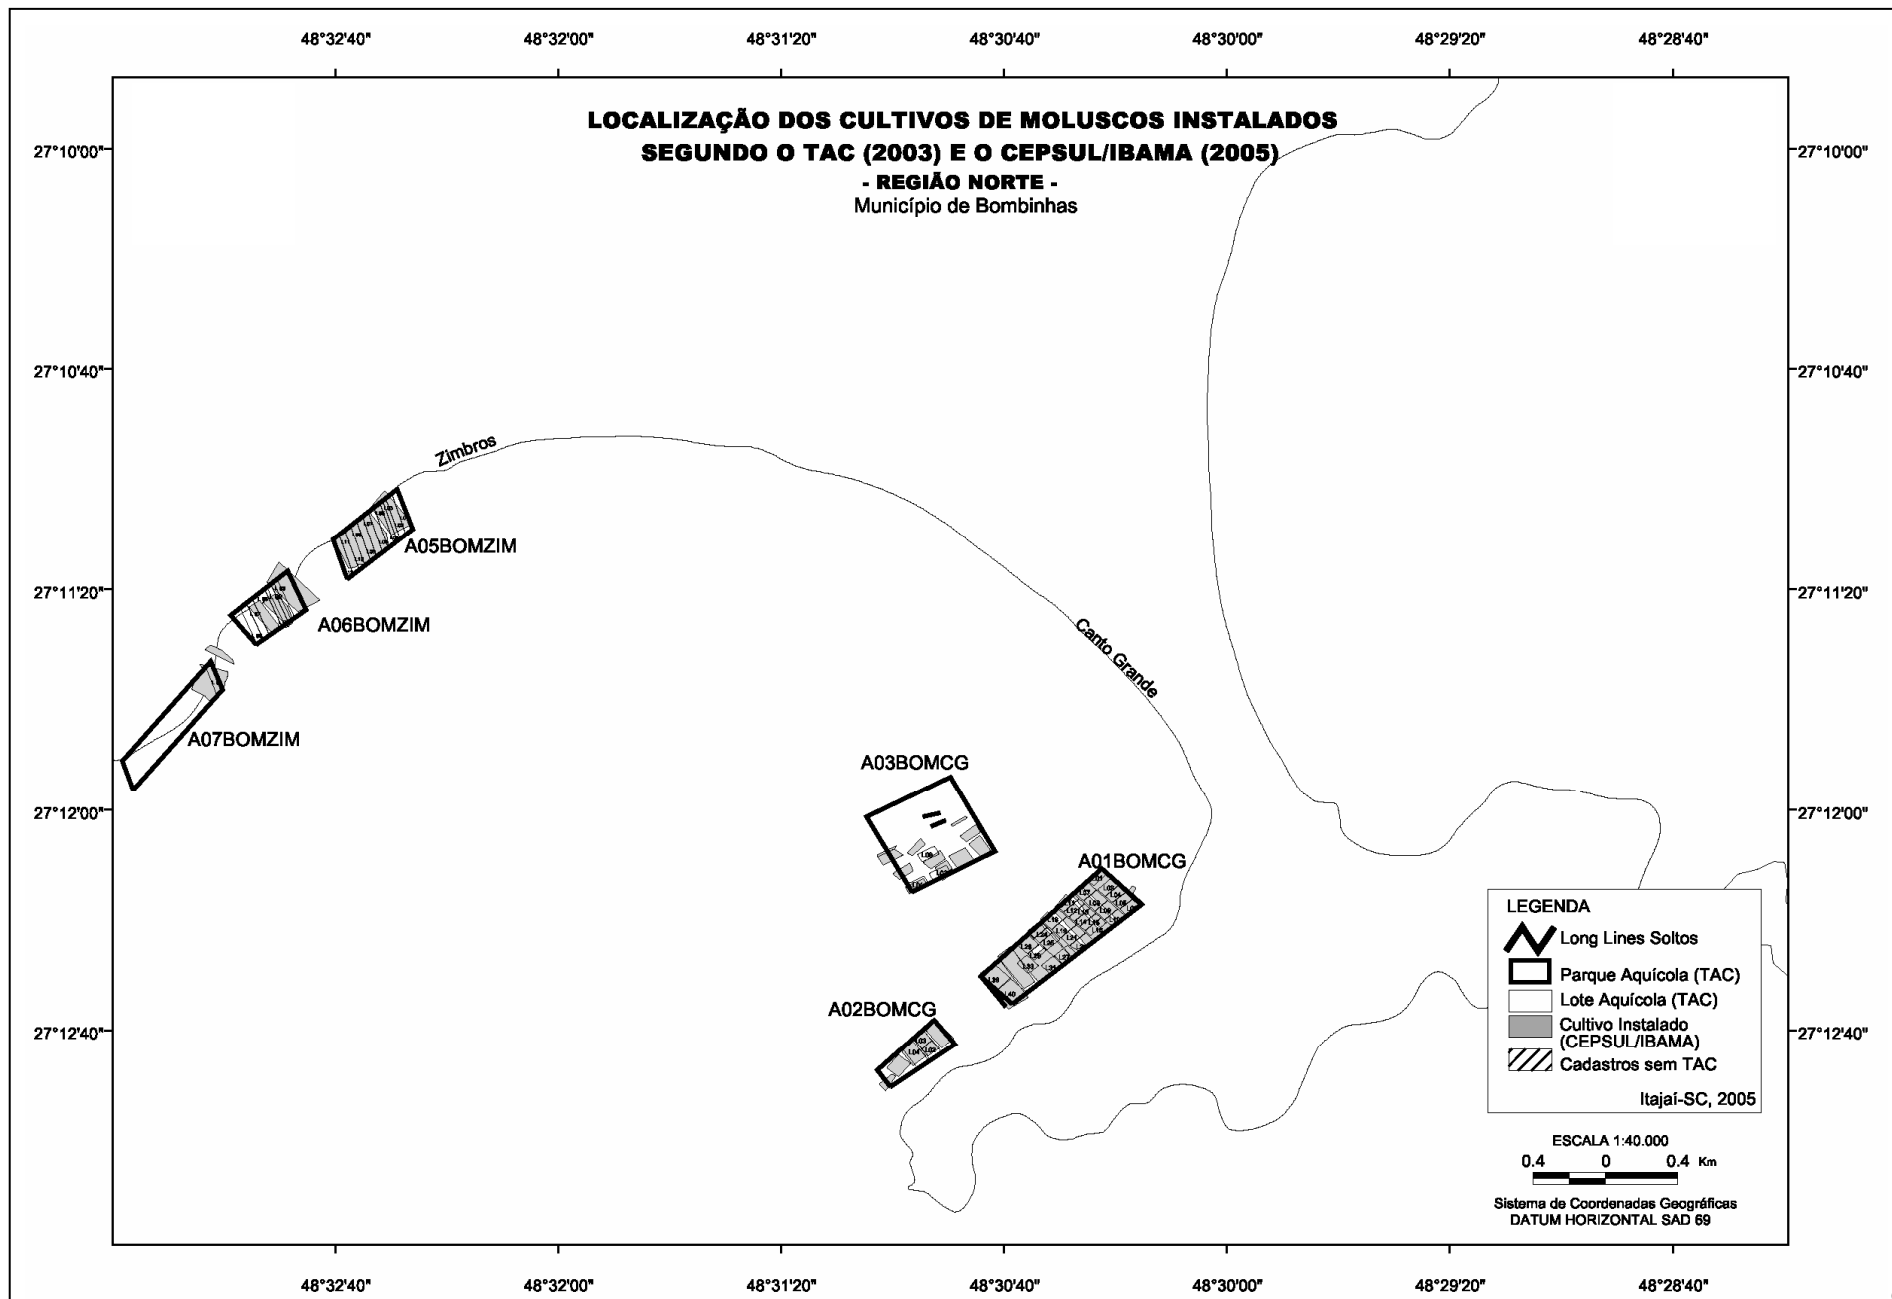 48°32'40" 48°32'00" 48°31'20" 48°30'40" 48°30'00" 48°29'20" 48°28'40"
LOCALIZAÇÃO DOS CULTIVOS DE MOLUSCOS INSTALADOS
SEGUNDO O TAC (2003) E O CEPSUL/IBAMA (2005)
- REGIÃO NORTE -
Município de Bombinhas
27°10'00" 27°10'00"
27°10'40" 27°10'40"
Zimbros
A05BOMZIM
27°11'20" 27°11'20"
A06BOMZIM
Canto Grande
A07BOMZIM
A03BOMCG
27°12'00" 27°12'00"
A01BOMCG
A02BOMCG
27°12'40" 27°12'40"
LEGENDA
Long Lines Soltos
Parque Aquícola (TAC)
Lote Aquícola (TAC)
Cultivo Instalado
(CEPSUL/IBAMA)
Cadastros sem TAC
Itajaí-SC, 2005
ESCALA 1:40.000
0.4 0 0.4 Km
Sistema de Coordenadas Geográficas
DATUM HORIZONTAL SAD 69
48°32'40" 48°32'00" 48°31'20" 48°30'40" 48°30'00" 48°29'20" 48°28'40"